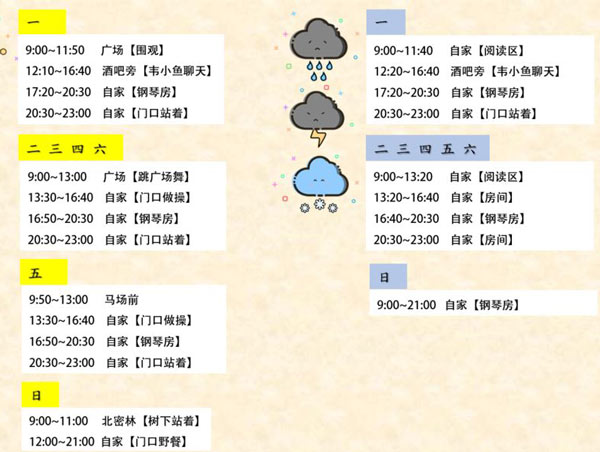 一
9:00~11:50 广场【围观】
12:10~16:40 酒吧旁【韦小鱼聊天】
17:20~20:30 自家【钢琴房】
20:30~23:00 自家【门口站着】
二 三 四 六
9:00~13:00 广场【跳广场舞】
13:30~16:40 自家【门口做操】
16:50~20:30 自家【钢琴房】
20:30~23:00 自家【门口站着】
五
9:50~13:00 马场前
13:30~16:40 自家【门口做操】
16:50~20:30 自家【钢琴房】
20:30~23:00 自家【门口站着】
日
9:00~11:00 北密林【树下站着】
12:00~21:00 自家【门口野餐】
一
9:00~11:40 自家【阅读区】
12:20~16:40 酒吧旁【韦小鱼聊天】
17:20~20:30 自家【钢琴房】
20:30~23:00 自家【门口站着】
二 三 四 五 六
9:00~13:20 自家【阅读区】
13:20~16:40 自家【房间】
16:40~20:30 自家【钢琴房】
20:30~23:00 自家【房间】
日
9:00~21:00 自家【钢琴房】